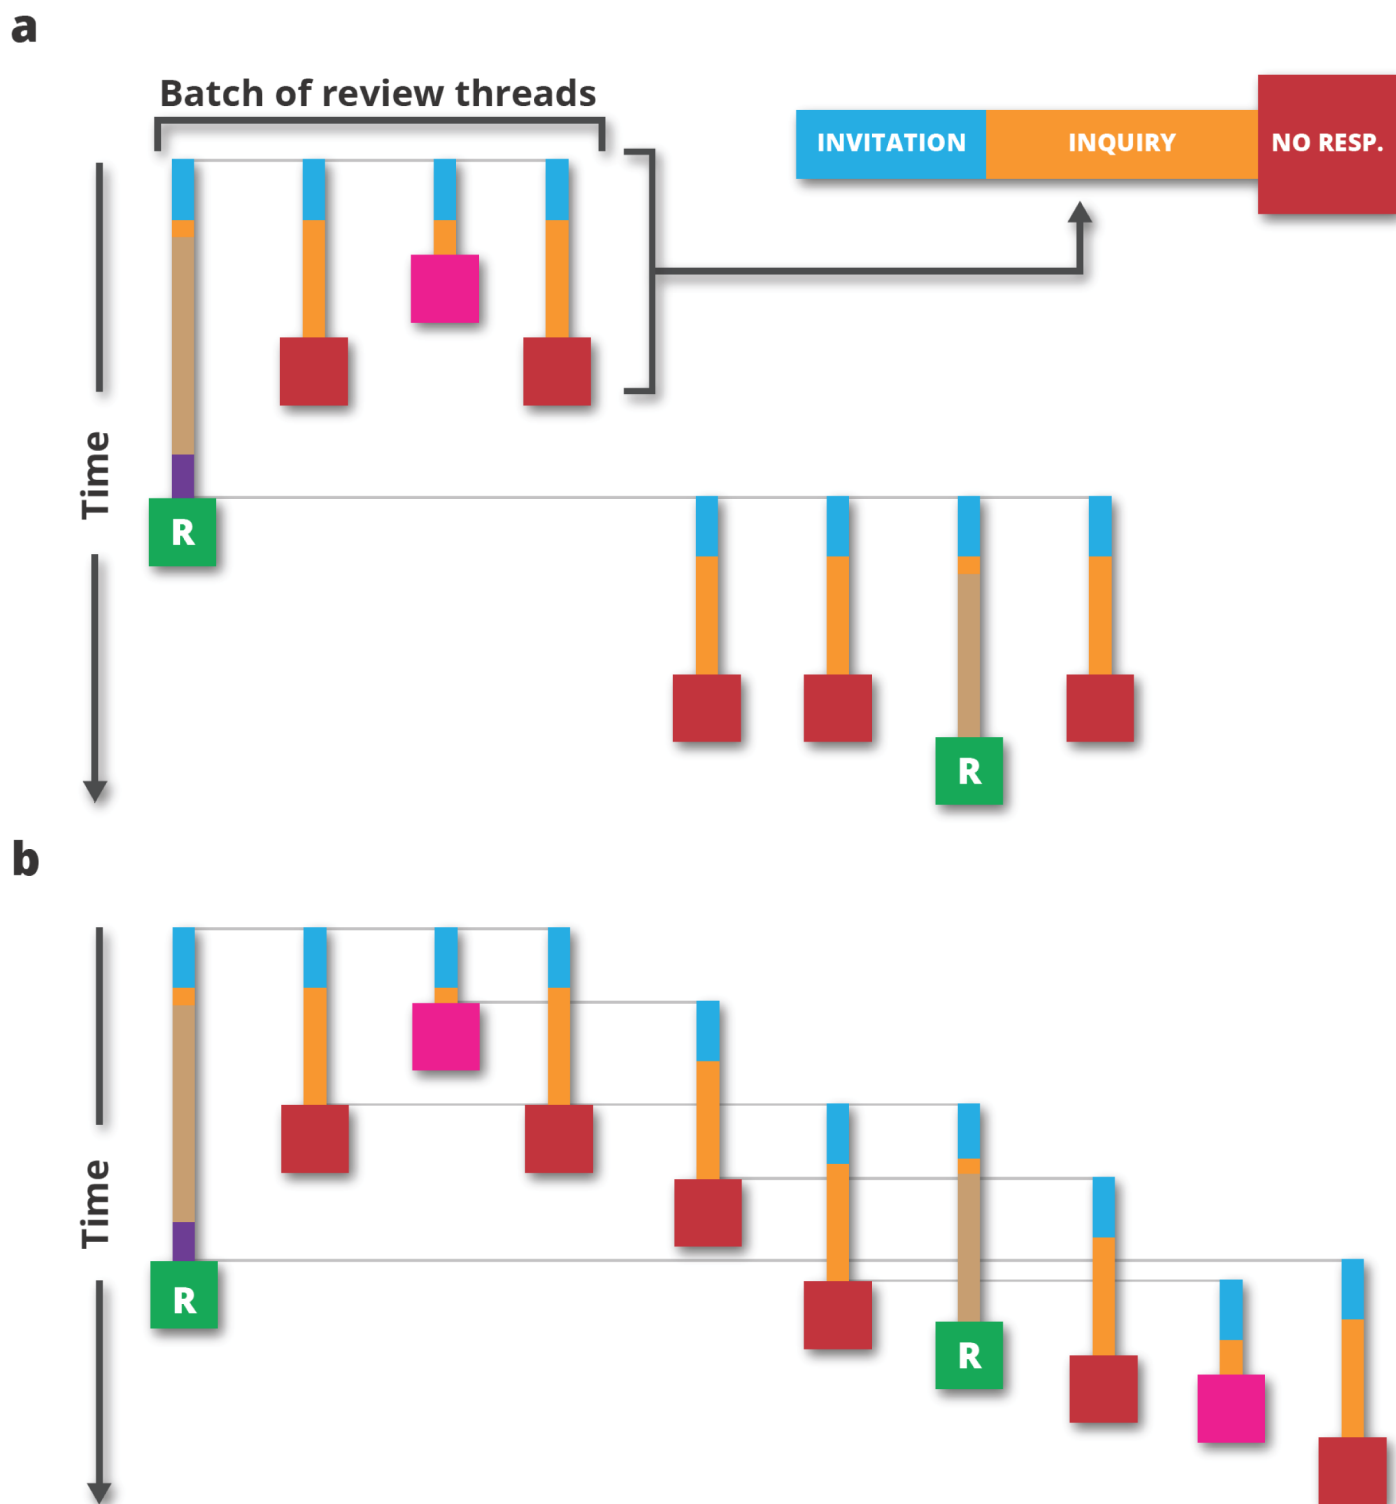 a
Batch of review threads
INVITATION
INQUIRY
NO RESP.
Time
R
R
b
Time
R
R